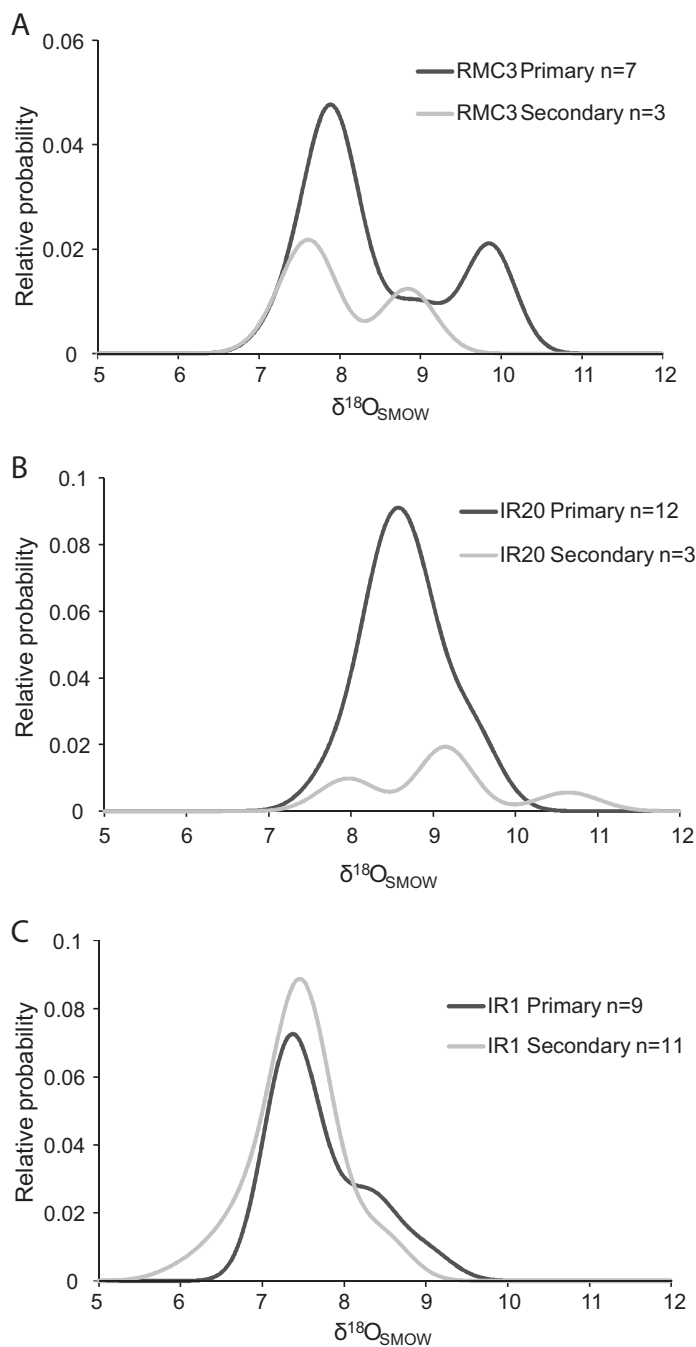 A
0.06
0.04
0.02
0
Relative probability
RMC3 Primary n=7
RMC3 Secondary n=3
5 6 7 8 9 10 11 12
δ18OSMOW
B
0.1
0.08
0.06
0.04
0.02
0
Relative probability
IR20 Primary n=12
IR20 Secondary n=3
5 6 7 8 9 10 11 12
δ18OSMOW
C
0.1
0.08
0.06
0.04
0.02
0
Relative probability
IR1 Primary n=9
IR1 Secondary n=11
5 6 7 8 9 10 11 12
δ18OSMOW